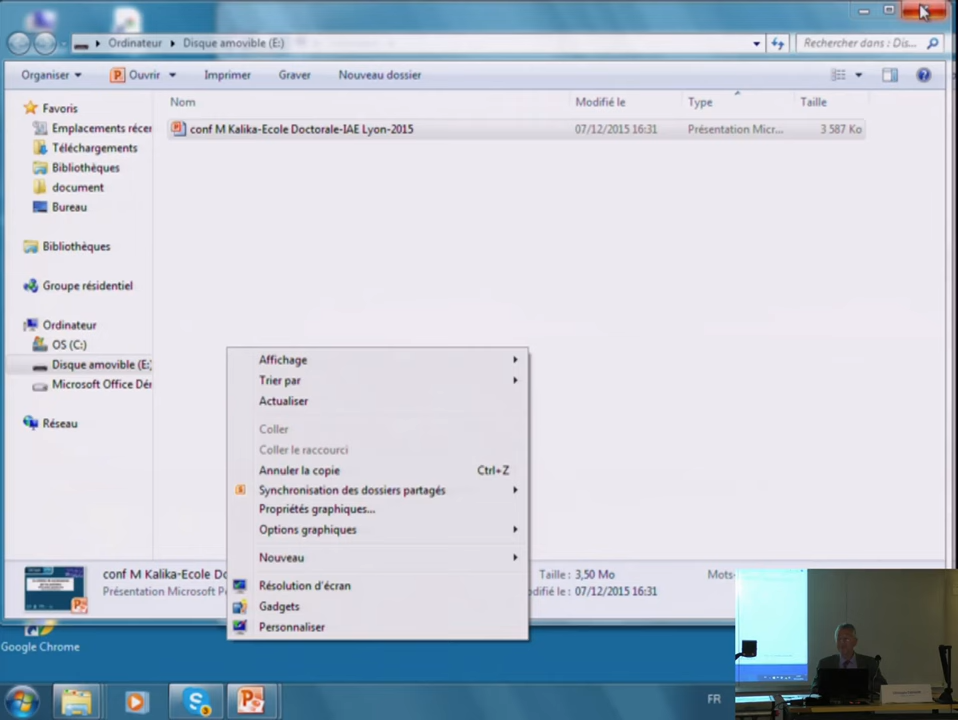 Ordinateur Disque amovible (E:)
Rechercher dans : Dis...
Organiser Ouvrir Imprimer Graver Nouveau dossier
Nom Modifié le Type Taille
conf M Kalika-Ecole Doctorale-IAE Lyon-2015 07/12/2015 16:31 Présentation Micr... 3 587 Ko
Favoris
Emplacements récer
Téléchargements
Bibliothèques
document
Bureau
Bibliothèques
Groupe résidentiel
Ordinateur
OS (C:)
Disque amovible (E:
Microsoft Office Dér
Réseau
Affichage
Trier par
Actualiser
Coller
Coller le raccourci
Annuler la copie Ctrl+Z
Synchronisation des dossiers partagés
Propriétés graphiques...
Options graphiques
Nouveau
Résolution d'écran
Gadgets
Personnaliser
conf M Kalika-Ecole Do
Présentation Microsoft P
Taille : 3,50 Mo
Mots-
difié le : 07/12/2015 16:31
Google Chrome
FR